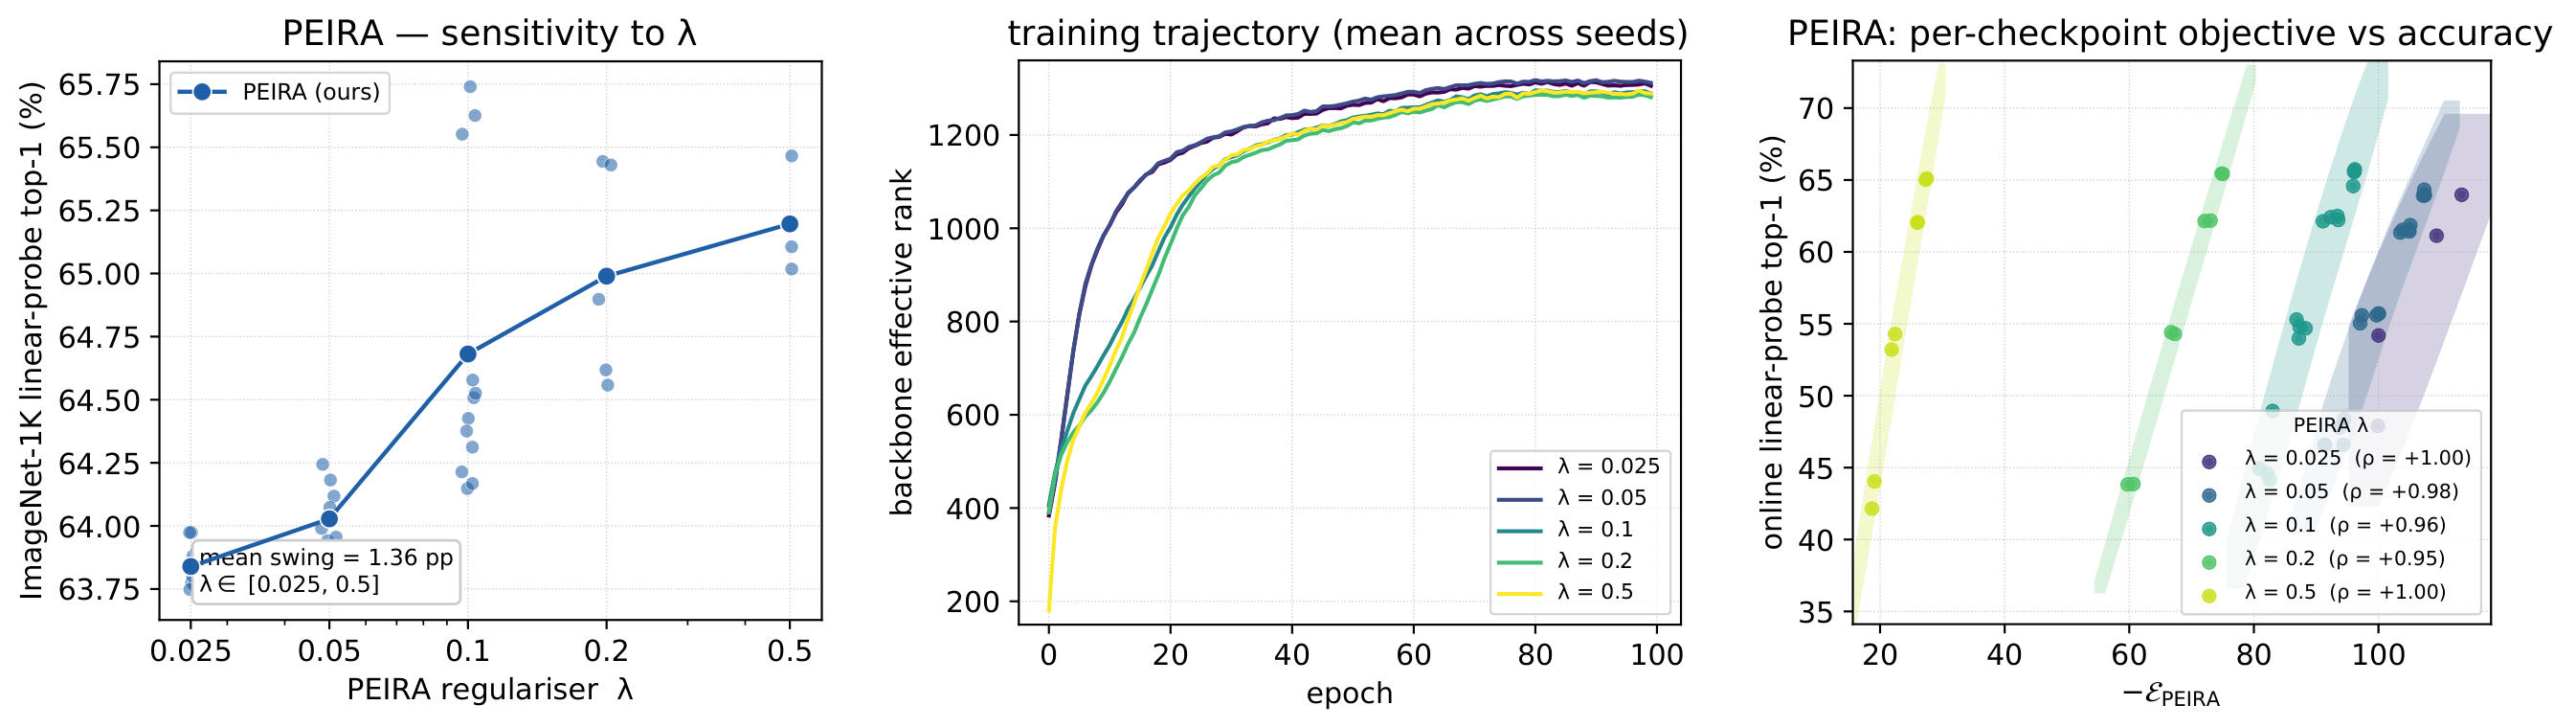 PEIRA — sensitivity to λ
ImageNet-1K linear-probe top-1 (%)
65.75
65.50
65.25
65.00
64.75
64.50
64.25
64.00
63.75
PEIRA (ours)
mean swing = 1.36 pp
λ ∈ [0.025, 0.5]
0.025 0.05 0.1 0.2 0.5
PEIRA regulariser λ
training trajectory (mean across seeds)
backbone effective rank
1200
1000
800
600
400
200
λ = 0.025
λ = 0.05
λ = 0.1
λ = 0.2
λ = 0.5
0 20 40 60 80 100
epoch
PEIRA: per-checkpoint objective vs accuracy
online linear-probe top-1 (%)
70
65
60
55
50
45
40
35
PEIRA λ
λ = 0.025 (ρ = +1.00)
λ = 0.05 (ρ = +0.98)
λ = 0.1 (ρ = +0.96)
λ = 0.2 (ρ = +0.95)
λ = 0.5 (ρ = +1.00)
20 40 60 80 100
−ℰPEIRA